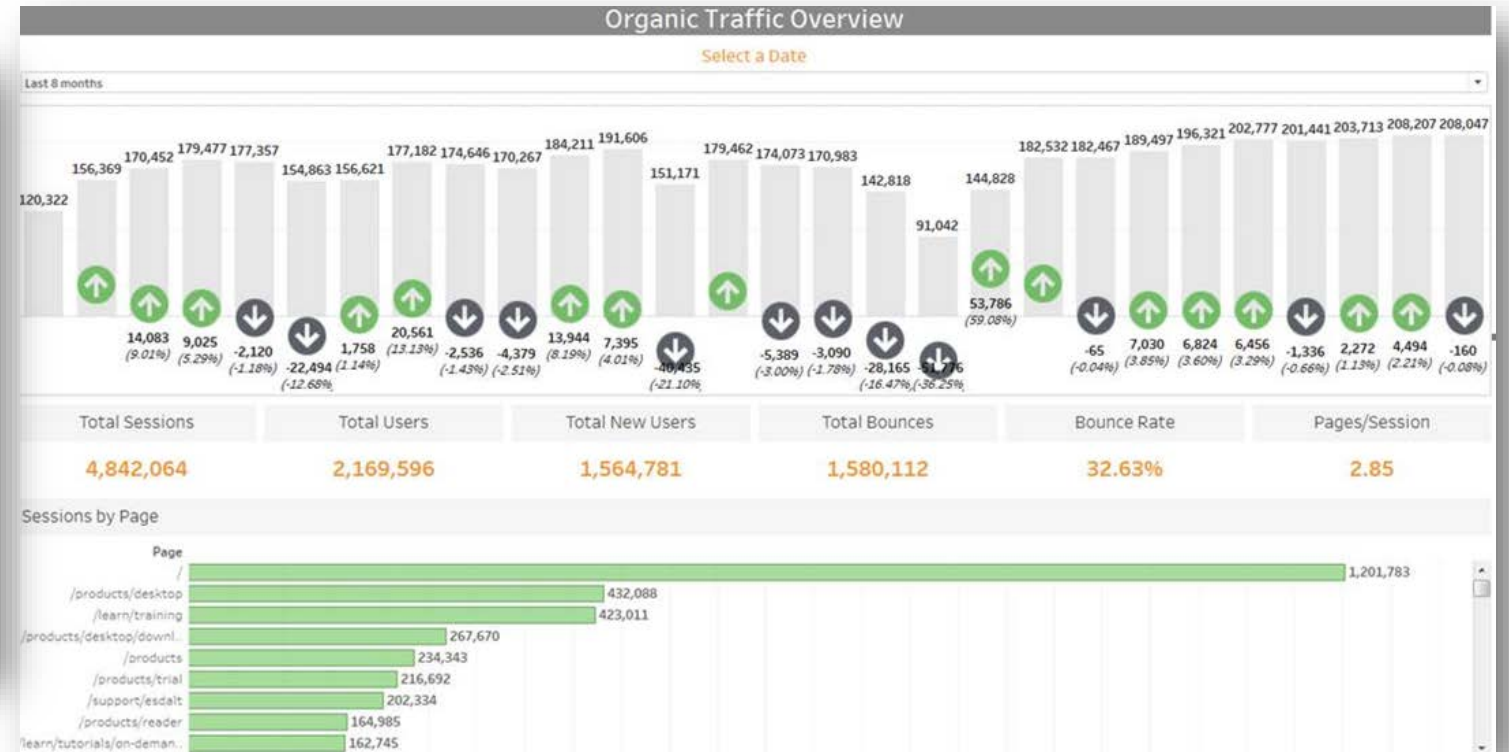 Organic Traffic Overview
Select a Date
Last 8 months
120,322 156,369 170,452 179,477 177,357 154,863 156,621 177,182 174,646 170,267 184,211 191,606 151,171 179,462 174,073 170,983 142,818 91,042 144,828 182,532 182,467 189,497 196,321 202,777 201,441 203,713 208,207 208,047
14,083 9,025 -2,120 -22,494 1,758 20,561 -2,536 -4,379 13,944 7,395 -40,435 -5,389 -3,090 -28,165 -51,776 53,786 -65 7,030 6,824 6,456 -1,336 2,272 4,494 -160
(9.01%) (5.29%) (-1.18%) (-12.68% (1.14%) (13.13%) (-1.43%) (-2.51%) (8.19%) (4.01%) (-21.10% (-3.00%) (-1.78%) (-16.47% (-36.25% (59.08%) (-0.04%) (3.85%) (3.60%) (3.29%) (-0.66%) (1.13%) (2.21%) (-0.08%)
Total Sessions Total Users Total New Users Total Bounces Bounce Rate Pages/Session
4,842,064 2,169,596 1,564,781 1,580,112 32.63% 2.85
Sessions by Page
Page
/ 1,201,783
/products/desktop 432,088
/learn/training 423,011
/products/desktop/downl.. 267,670
/products 234,343
/products/trial 216,692
/support/esdalt 202,334
/products/reader 164,985
/learn/tutorials/on-deman.. 162,745